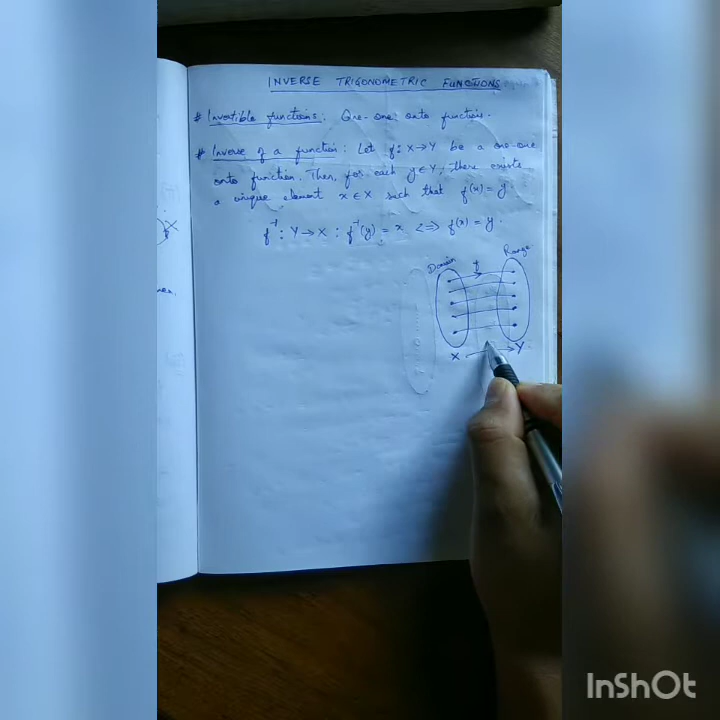 INVERSE TRIGONOMETRIC FUNCTIONS
# Invertible functions: One-one onto function.
# Inverse of a function: Let f: X→Y be a one-one
onto function. Then, for each y∈Y, there exists
a unique element x∈X such that f(x) = y.
f⁻¹: Y→X : f⁻¹(y) = x <=> f(x) = y.
Domain f Range
X → Y
X
InShOt